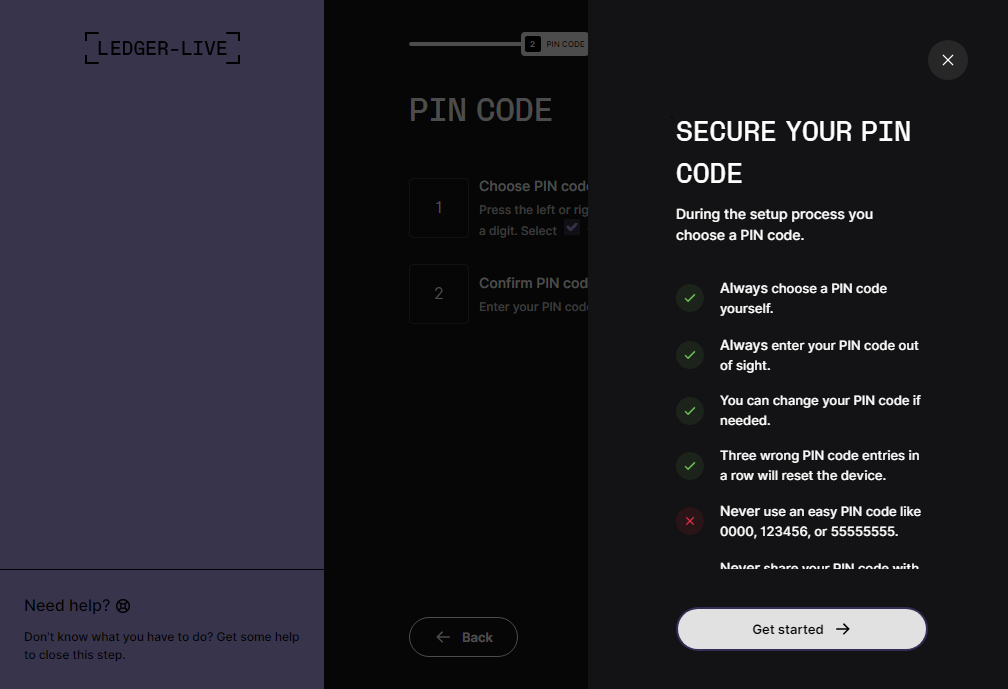 LEDGER-LIVE
Need help?
Don't know what you have to do? Get some help
to close this step.
2 PIN CODE
PIN CODE
1
Choose PIN code
Press the left or rig
a digit. Select
2
Confirm PIN cod
Enter your PIN code
Back
SECURE YOUR PIN
CODE
During the setup process you
choose a PIN code.
Always choose a PIN code
yourself.
Always enter your PIN code out
of sight.
You can change your PIN code if
needed.
Three wrong PIN code entries in
a row will reset the device.
Never use an easy PIN code like
0000, 123456, or 55555555.
Never share your PIN code with
Get started